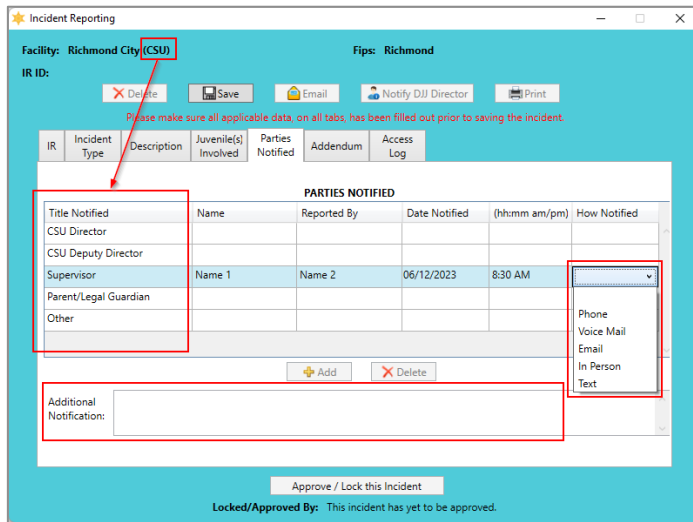 Incident Reporting
Facility: Richmond City (CSU) Fips: Richmond
IR ID:
Delete Save Email Notify DJJ Director Print
Please make sure all applicable data, on all tabs, has been filled out prior to saving the incident.
IR Incident Type Description Juvenile(s) Involved Parties Notified Addendum Access Log
PARTIES NOTIFIED
Title Notified Name Reported By Date Notified (hh:mm am/pm) How Notified
CSU Director
CSU Deputy Director
Supervisor Name 1 Name 2 06/12/2023 8:30 AM
Parent/Legal Guardian
Other
Phone
Voice Mail
Email
In Person
Text
Add Delete
Additional
Notification:
Approve / Lock this Incident
Locked/Approved By: This incident has yet to be approved.